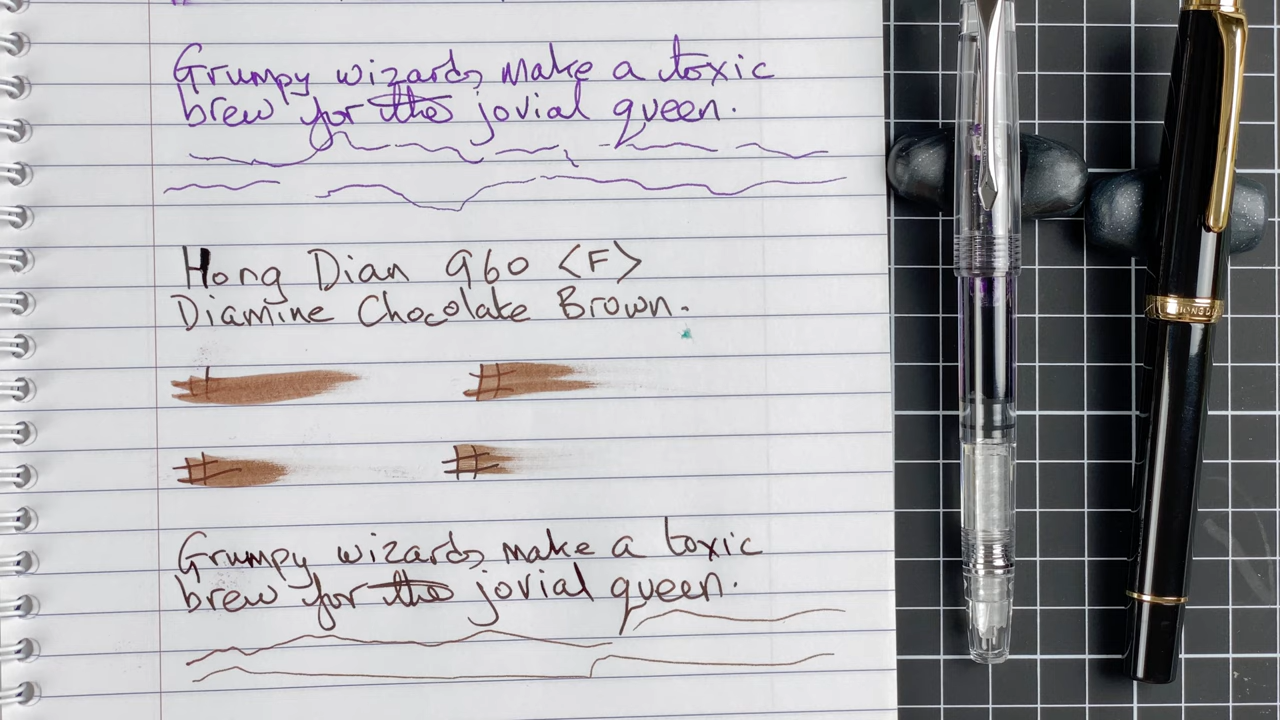 Grumpy wizards make a toxic
brew for the jovial queen.
Hong Dian 960 <F>
Diamine Chocolate Brown.
Grumpy wizards make a toxic
brew for the jovial queen.